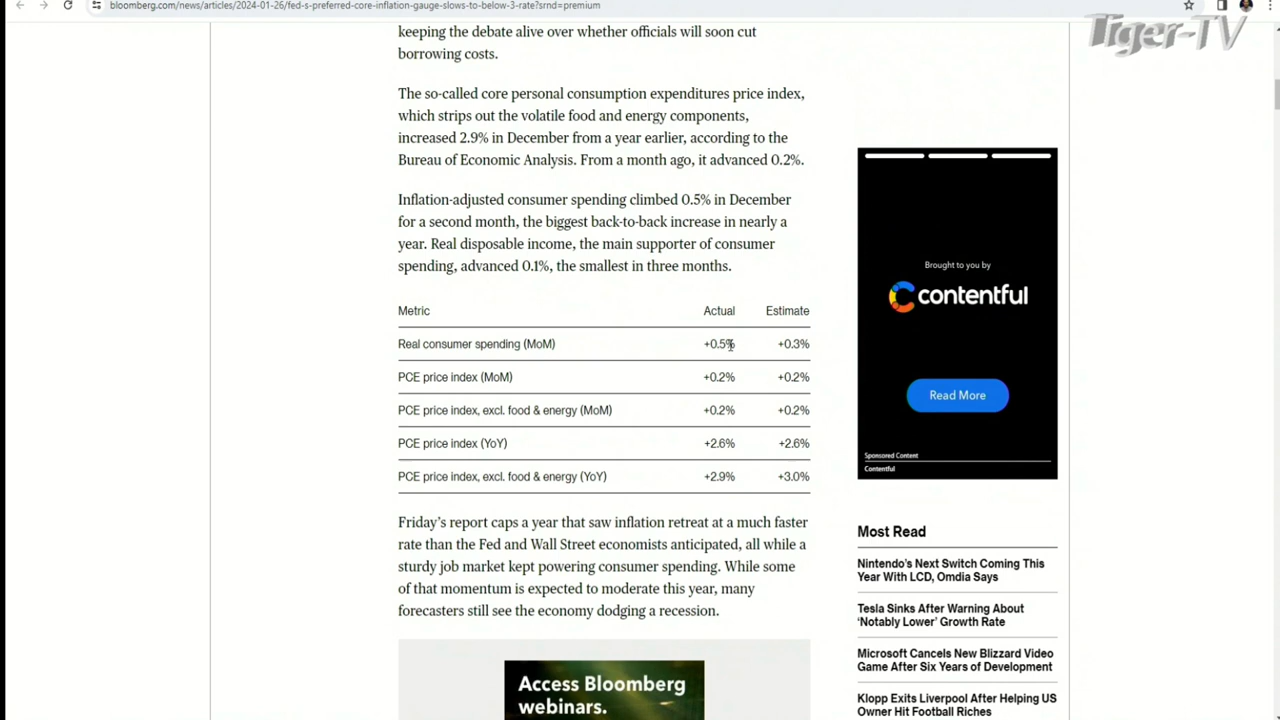 bloomberg.com/news/articles/2024-01-26/fed-s-preferred-core-inflation-gauge-slows-to-below-3-rate?srnd=premium
Tiger-TV
keeping the debate alive over whether officials will soon cut
borrowing costs.
The so-called core personal consumption expenditures price index,
which strips out the volatile food and energy components,
increased 2.9% in December from a year earlier, according to the
Bureau of Economic Analysis. From a month ago, it advanced 0.2%.
Inflation-adjusted consumer spending climbed 0.5% in December
for a second month, the biggest back-to-back increase in nearly a
year. Real disposable income, the main supporter of consumer
spending, advanced 0.1%, the smallest in three months.
Metric Actual Estimate
Real consumer spending (MoM) +0.5% +0.3%
PCE price index (MoM) +0.2% +0.2%
PCE price index, excl. food & energy (MoM) +0.2% +0.2%
PCE price index (YoY) +2.6% +2.6%
PCE price index, excl. food & energy (YoY) +2.9% +3.0%
Friday's report caps a year that saw inflation retreat at a much faster
rate than the Fed and Wall Street economists anticipated, all while a
sturdy job market kept powering consumer spending. While some
of that momentum is expected to moderate this year, many
forecasters still see the economy dodging a recession.
Access Bloomberg
webinars.
Brought to you by
contentful
Read More
Sponsored Content
Contentful
Most Read
Nintendo's Next Switch Coming This
Year With LCD, Omdia Says
Tesla Sinks After Warning About
'Notably Lower' Growth Rate
Microsoft Cancels New Blizzard Video
Game After Six Years of Development
Klopp Exits Liverpool After Helping US
Owner Hit Football Riches